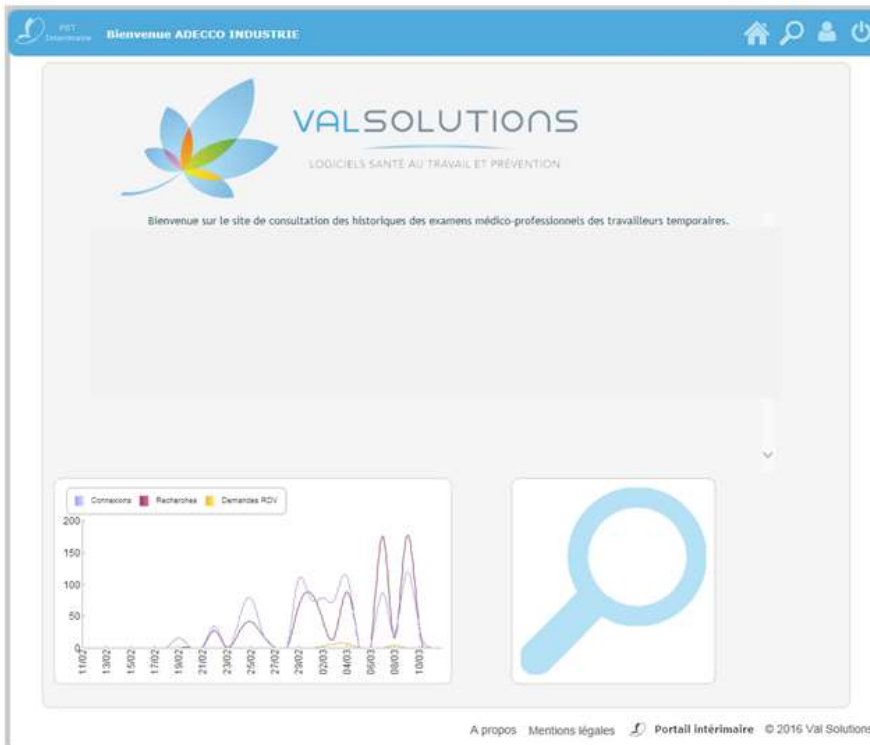 PST
Intérimaire
Bienvenue ADECCO INDUSTRIE
VALSOLUTIONS
LOGICIELS SANTÉ AU TRAVAIL ET PRÉVENTION
Bienvenue sur le site de consultation des historiques des examens médico-professionnels des travailleurs temporaires.
Connexions Recherches Demandes RDV
200
150
100
50
0
11/02 13/02 15/02 17/02 19/02 21/02 23/02 25/02 27/02 29/02 02/03 04/03 06/03 08/03 10/03
A propos Mentions légales Portail intérimaire © 2016 Val Solutions